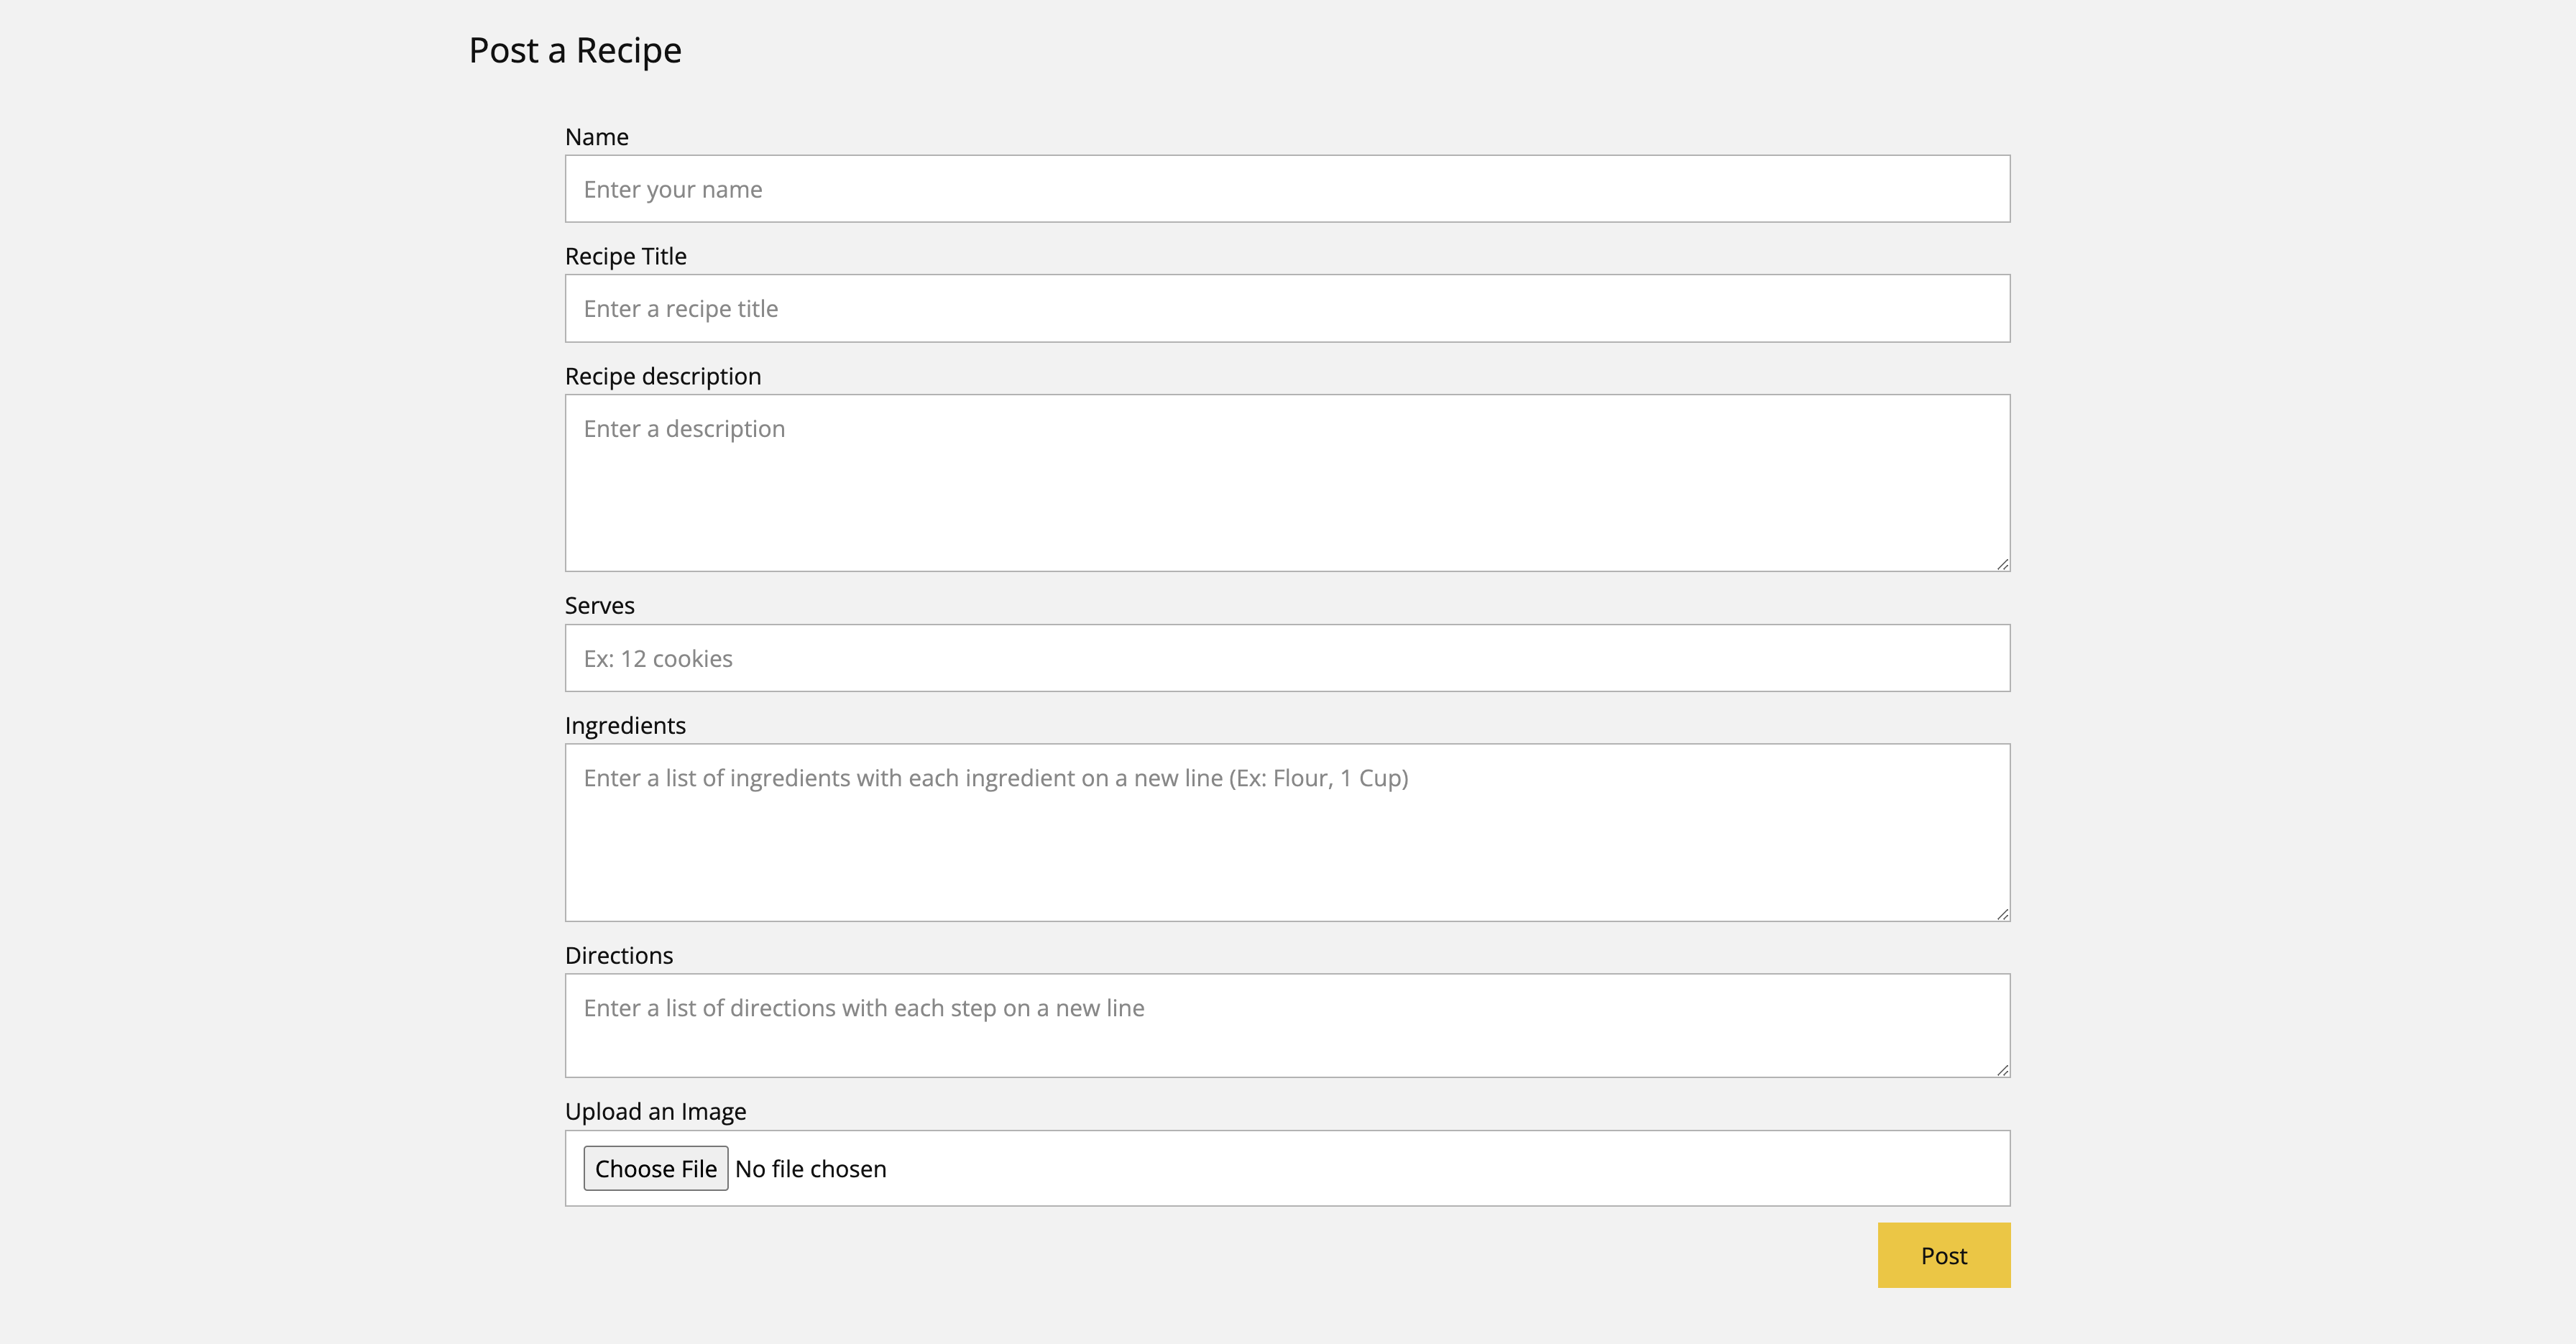 Post a Recipe
Name
Enter your name
Recipe Title
Enter a recipe title
Recipe description
Enter a description
Serves
Ex: 12 cookies
Ingredients
Enter a list of ingredients with each ingredient on a new line (Ex: Flour, 1 Cup)
Directions
Enter a list of directions with each step on a new line
Upload an Image
Choose File No file chosen
Post